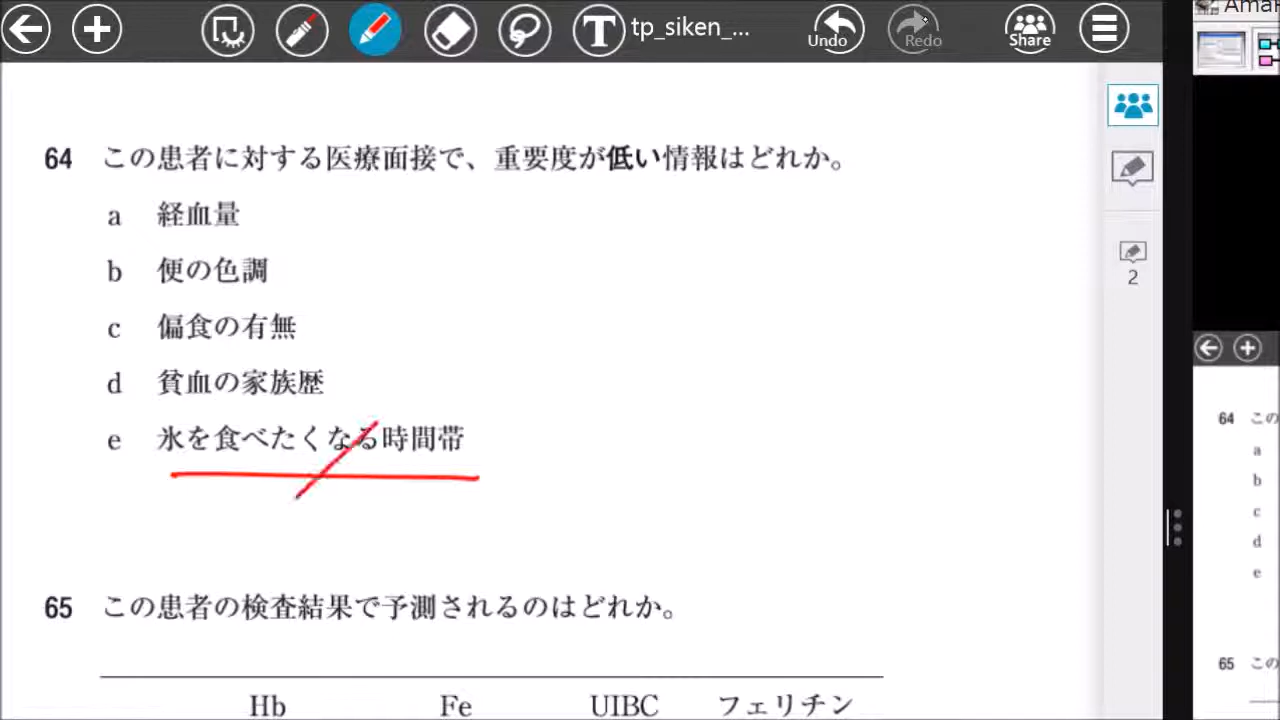 tp_siken_...
Undo
Redo
Share
64 この患者に対する医療面接で、重要度が低い情報はどれか。
a 経血量
b 便の色調
c 偏食の有無
d 貧血の家族歴
e 氷を食べたくなる時間帯
65 この患者の検査結果で予測されるのはどれか。
Hb Fe UIBC フェリチン
2
64 この
a
b
c
d
e
65 この